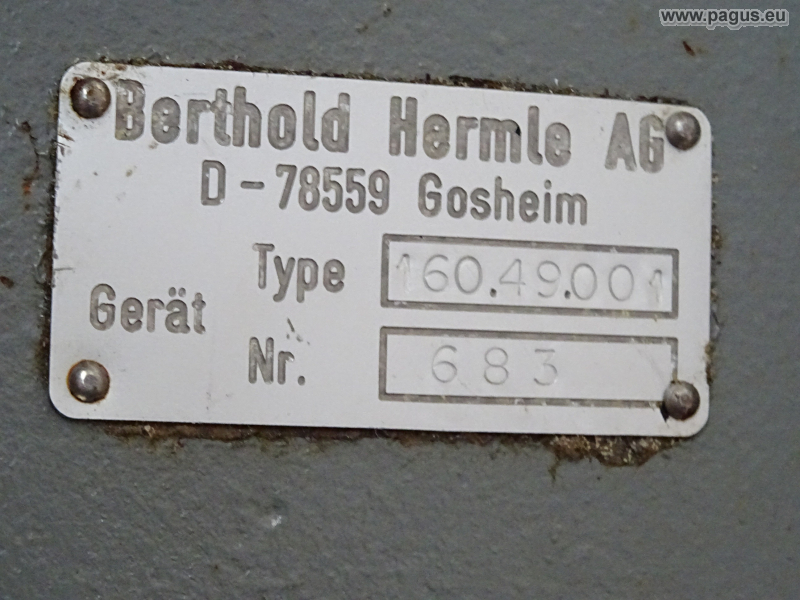 www.pagus.eu
Berthold Hermle AG
D-78559 Gosheim
Gerät Type 160.49.001
Nr. 683